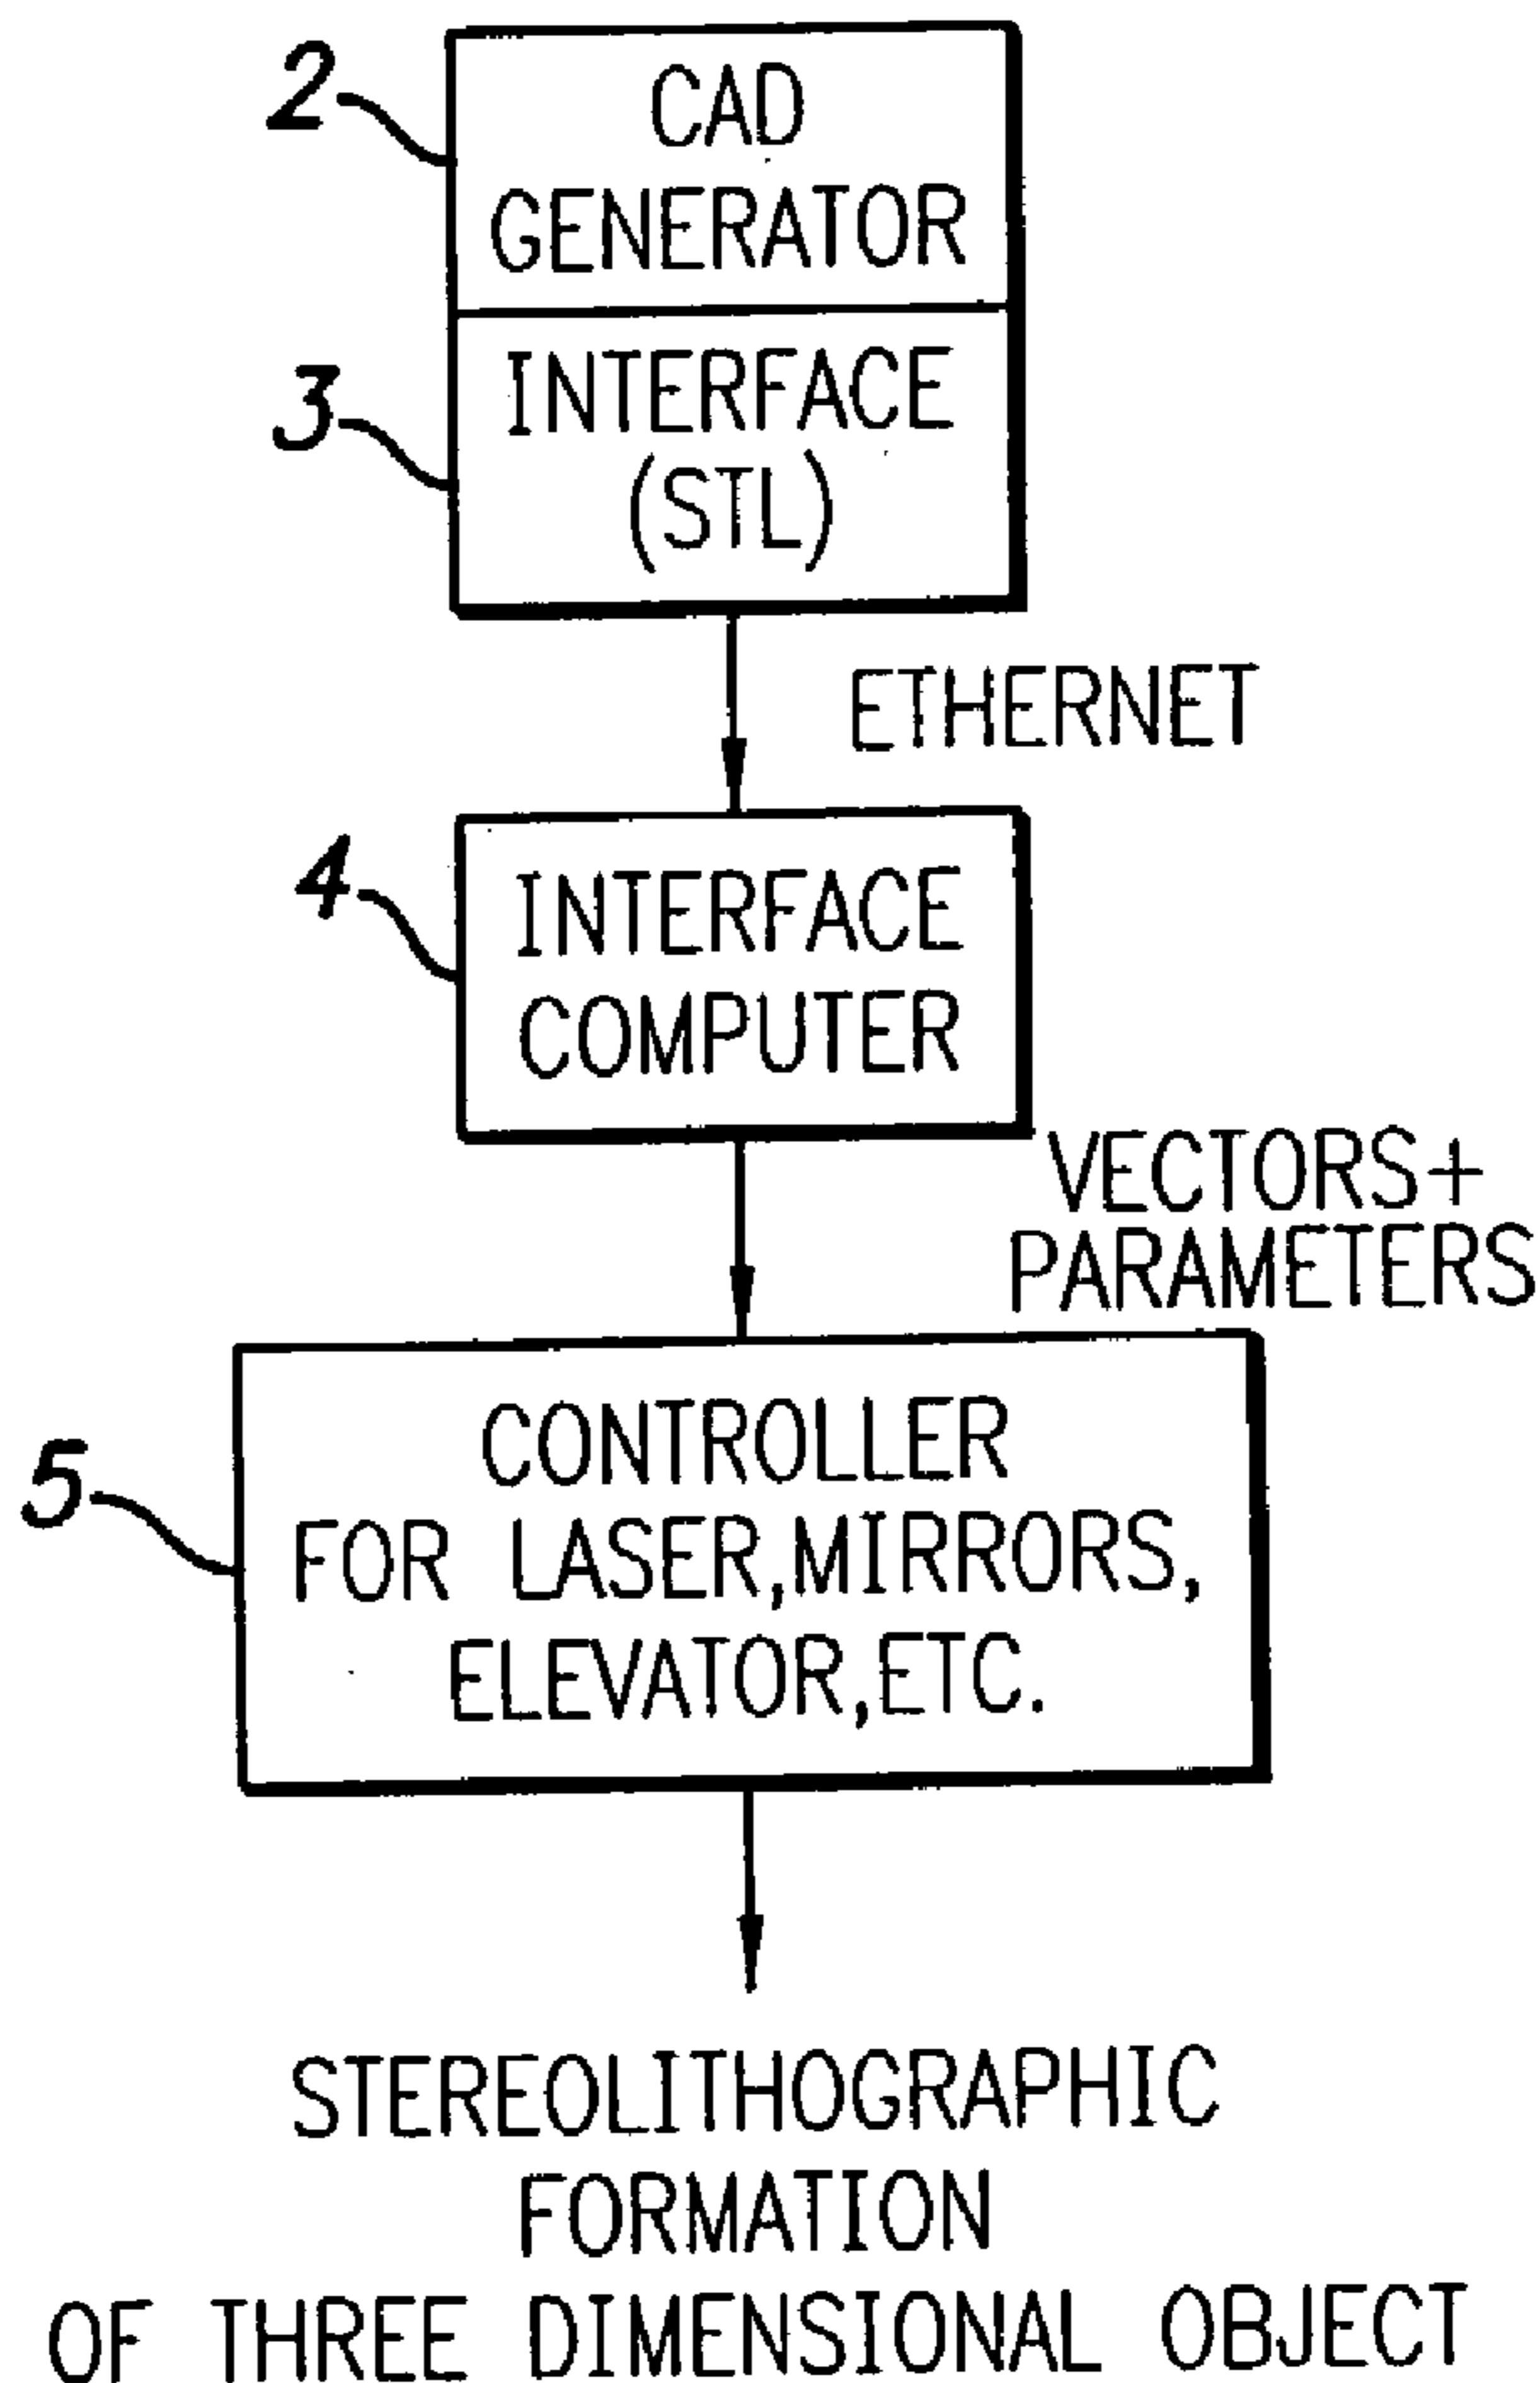 2
CAD
GENERATOR
3
INTERFACE
(STL)
ETHERNET
4
INTERFACE
COMPUTER
VECTORS+
PARAMETERS
5
CONTROLLER
FOR LASER,MIRRORS,
ELEVATOR,ETC.
STEREOLITHOGRAPHIC
FORMATION
OF THREE DIMENSIONAL OBJECT